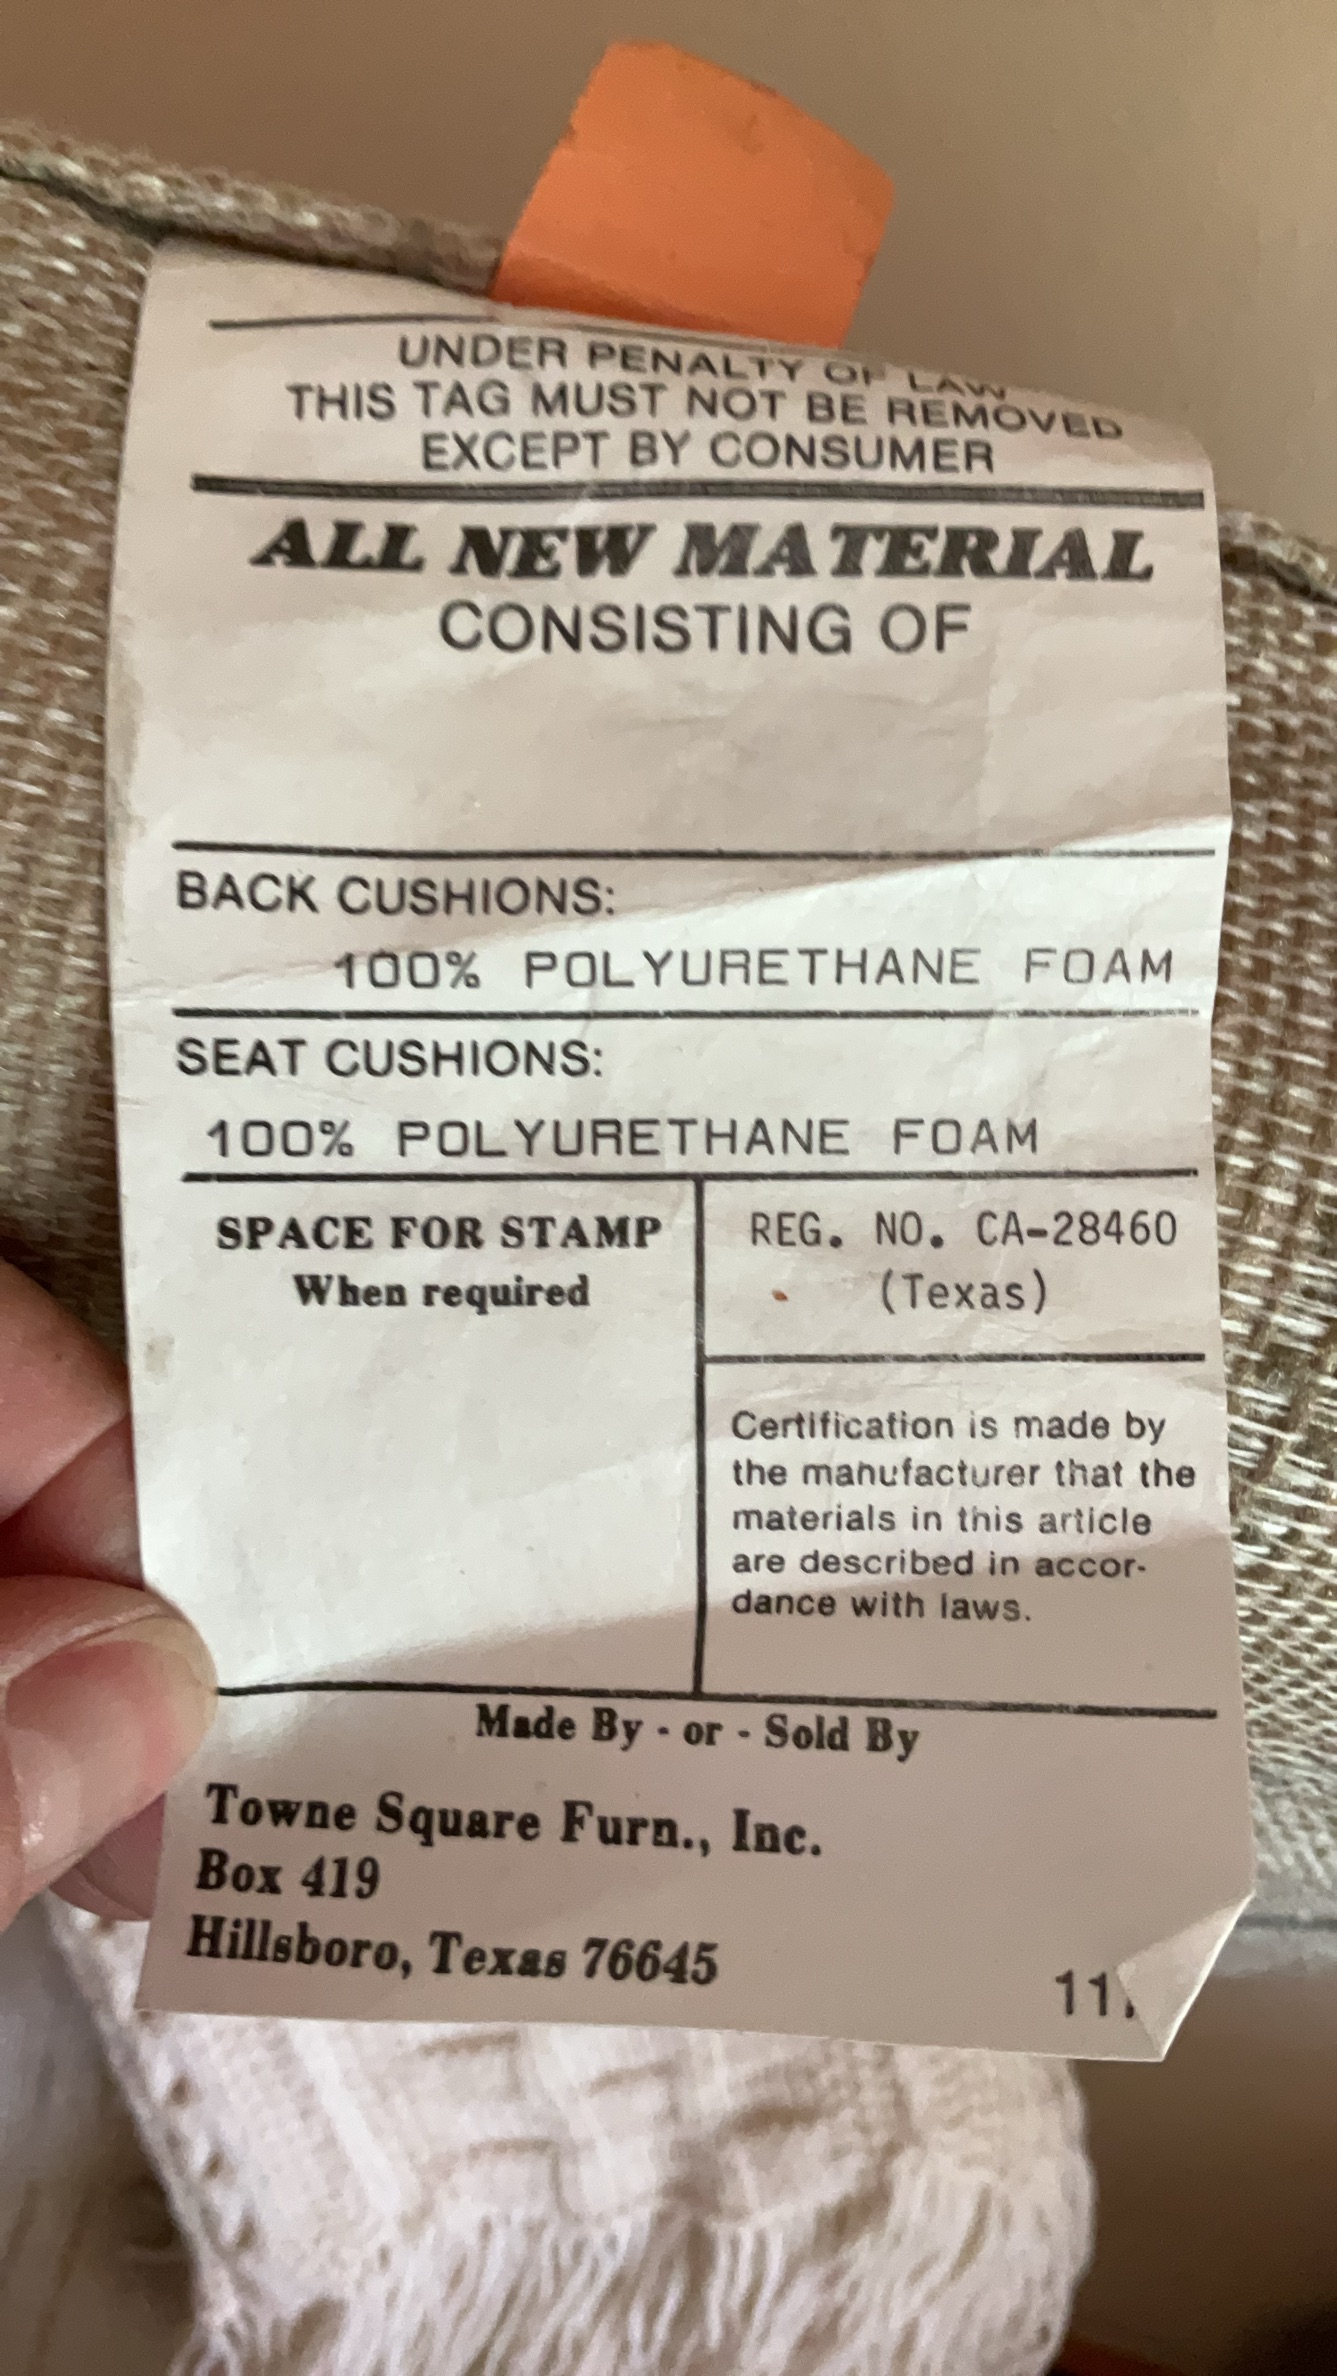 UNDER PENALTY OF LAW
THIS TAG MUST NOT BE REMOVED
EXCEPT BY CONSUMER
ALL NEW MATERIAL
CONSISTING OF
BACK CUSHIONS:
100% POLYURETHANE FOAM
SEAT CUSHIONS:
100% POLYURETHANE FOAM
SPACE FOR STAMP
When required
REG. NO. CA-28460
(Texas)
Certification is made by
the manufacturer that the
materials in this article
are described in accor-
dance with laws.
Made By - or - Sold By
Towne Square Furn., Inc.
Box 419
Hillsboro, Texas 76645